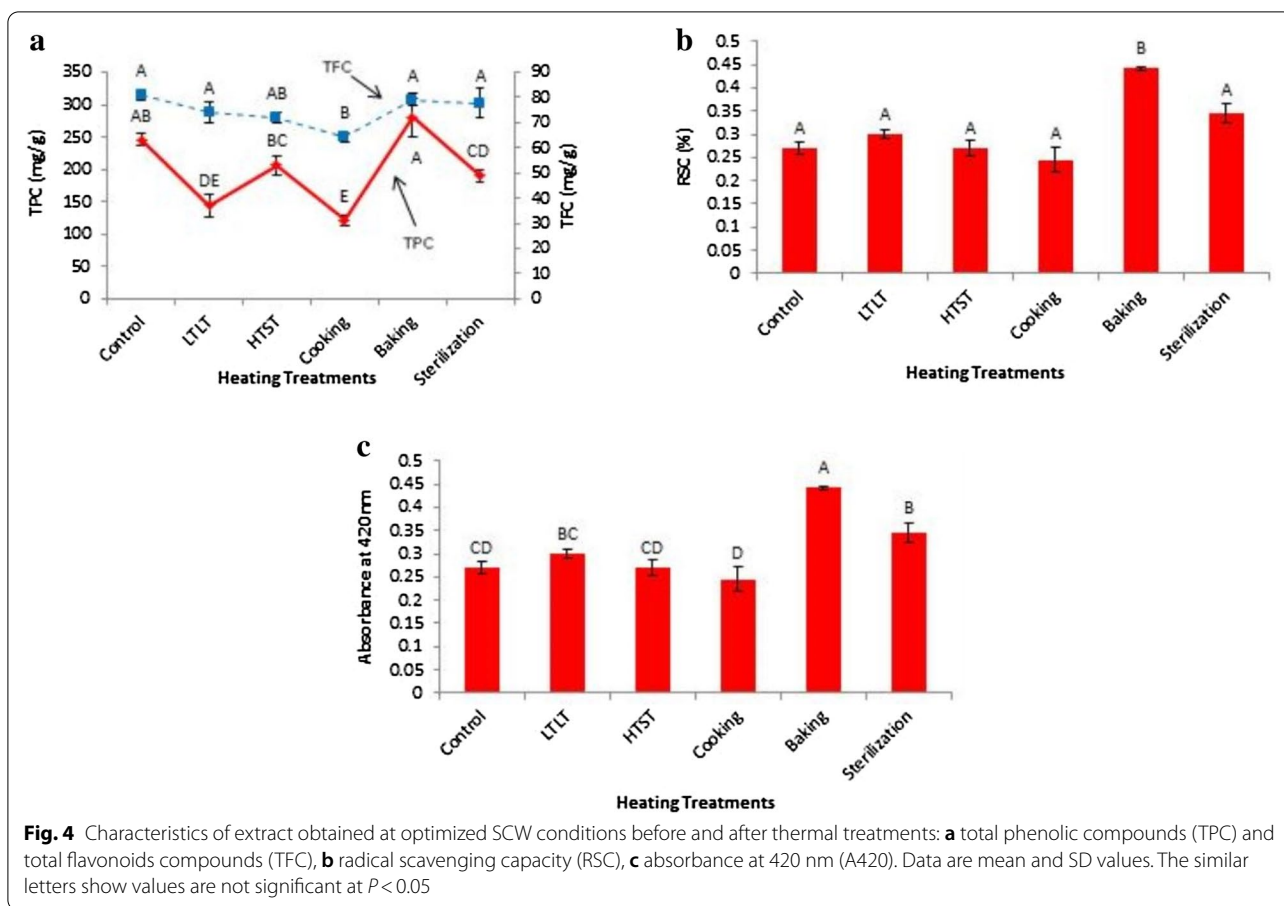 a
TPC (mg/g)
350
300
250
200
150
100
50
0
TFC (mg/g)
90
80
70
60
50
40
30
20
10
0
A
A
AB
B
A
A
AB
DE
BC
E
A
CD
TFC
TPC
Control
LTLT
HTST
Cooking
Baking
Sterilization
Heating Treatments
b
RSC (%)
0.5
0.45
0.4
0.35
0.3
0.25
0.2
0.15
0.1
0.05
0
A
A
A
A
B
A
Control
LTLT
HTST
Cooking
Baking
Sterilization
Heating Treatments
c
Absorbance at 420nm
0.5
0.45
0.4
0.35
0.3
0.25
0.2
0.15
0.1
0.05
0
CD
BC
CD
D
A
B
Control
LTLT
HTST
Cooking
Baking
Sterilization
Heating Treatments
Fig. 4 Characteristics of extract obtained at optimized SCW conditions before and after thermal treatments: a total phenolic compounds (TPC) and
total flavonoids compounds (TFC), b radical scavenging capacity (RSC), c absorbance at 420 nm (A420). Data are mean and SD values. The similar
letters show values are not significant at P < 0.05